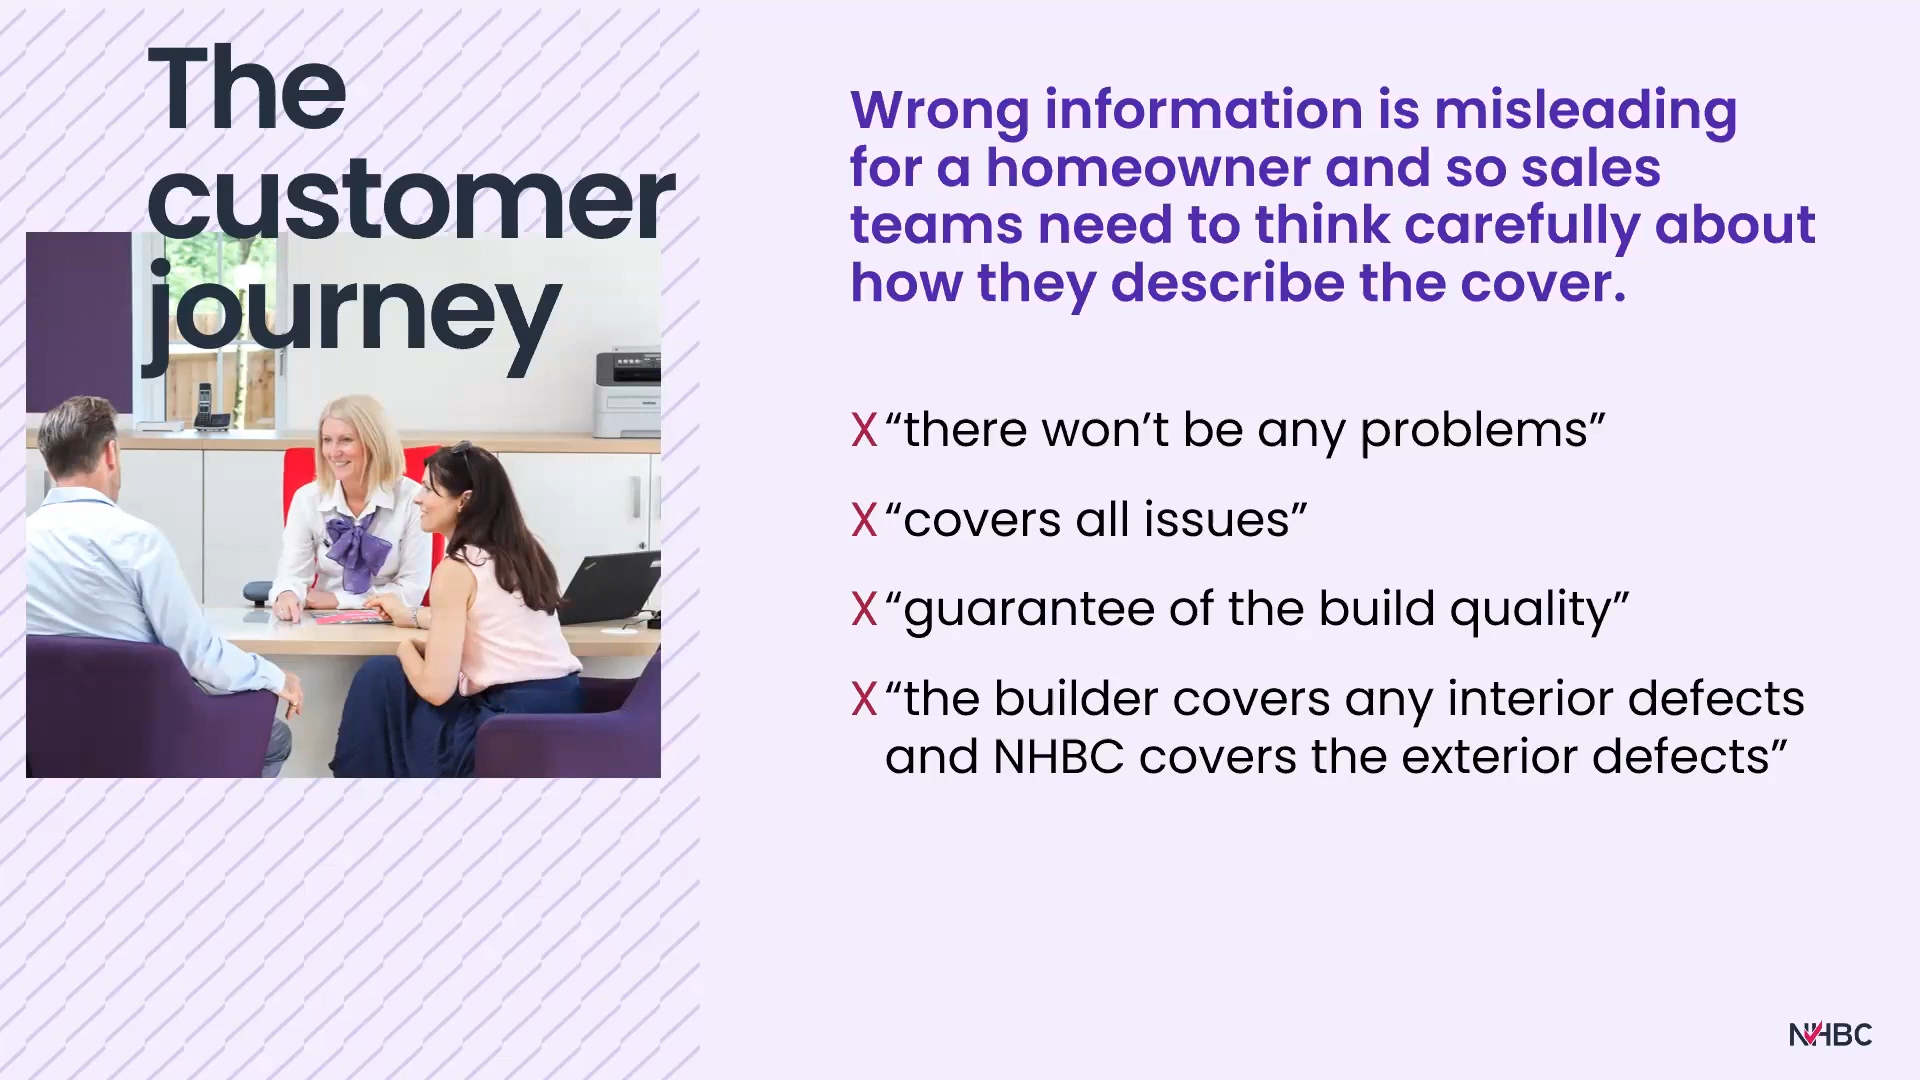 The
customer
journey
Wrong information is misleading
for a homeowner and so sales
teams need to think carefully about
how they describe the cover.
X “there won’t be any problems”
X “covers all issues”
X “guarantee of the build quality”
X “the builder covers any interior defects
and NHBC covers the exterior defects”
NHBC